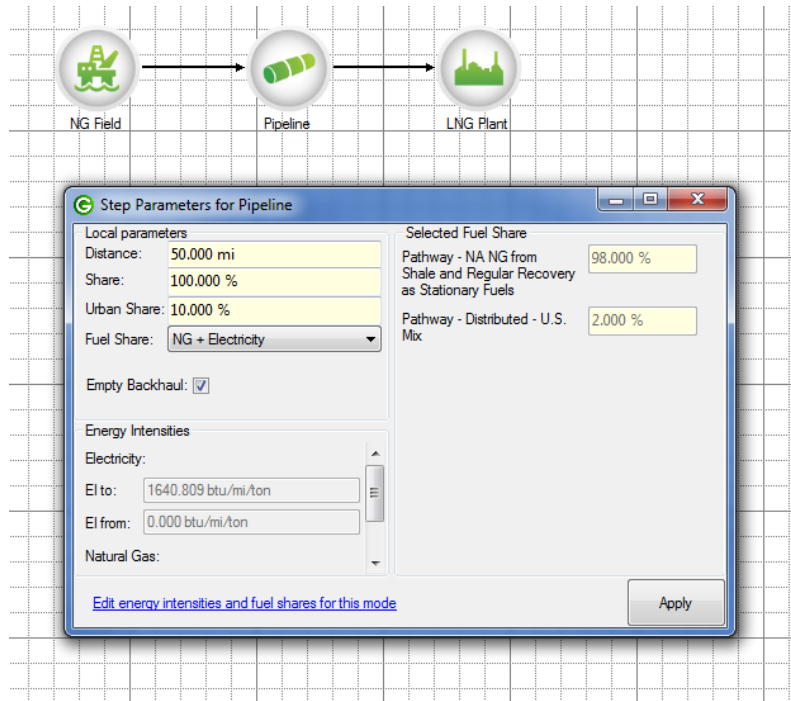 NG Field
Pipeline
LNG Plant
Step Parameters for Pipeline
Local parameters
Distance: 50.000 mi
Share: 100.000 %
Urban Share: 10.000 %
Fuel Share: NG + Electricity
Empty Backhaul:
Energy Intensities
Electricity:
EI to: 1640.809 btu/mi/ton
EI from: 0.000 btu/mi/ton
Natural Gas:
Selected Fuel Share
Pathway - NA NG from 98.000 %
Shale and Regular Recovery
as Stationary Fuels
Pathway - Distributed - U.S. 2.000 %
Mix
Edit energy intensities and fuel shares for this mode
Apply